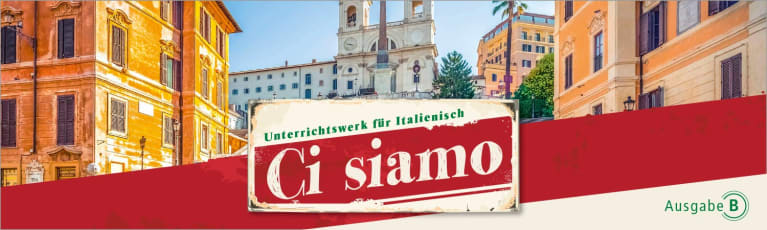 Unterrichtswerk für Italienisch
Ci siamo
Ausgabe B